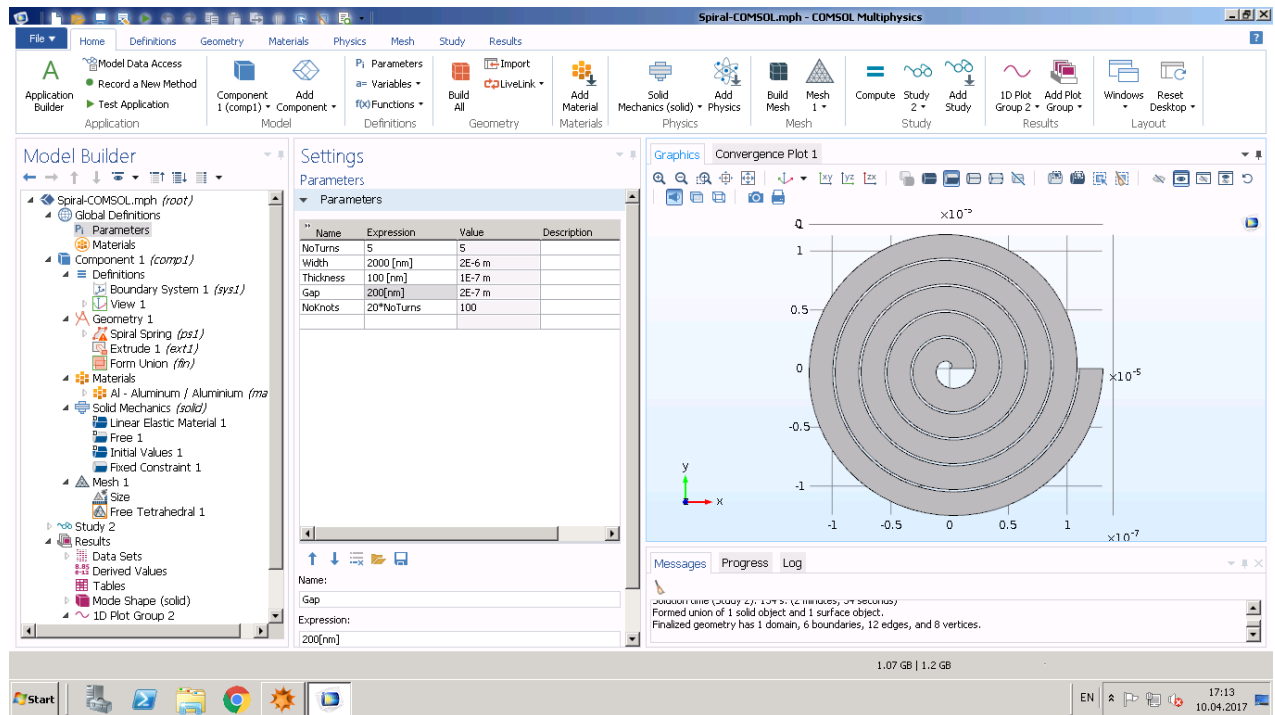 Spiral-COMSOL.mph - COMSOL Multiphysics
File Home Definitions Geometry Materials Physics Mesh Study Results
Application Builder
Model Data Access
Record a New Method
Test Application
Application
Component 1 (comp1)
Add Component
Model
Pi Parameters
a= Variables
f(x) Functions
Definitions
Build All
Import
LiveLink
Geometry
Add Material
Materials
Solid Mechanics (solid)
Add Physics
Physics
Build Mesh
Mesh 1
Mesh
Compute
Study 2
Add Study
Study
1D Plot Group 2
Add Plot Group
Results
Windows
Reset Desktop
Layout
Model Builder
Spiral-COMSOL.mph (root)
Global Definitions
Pi Parameters
Materials
Component 1 (comp1)
Definitions
Boundary System 1 (sys1)
View 1
Geometry 1
Spiral Spring (ps1)
Extrude 1 (ext1)
Form Union (fin)
Materials
Al - Aluminum / Aluminium (ma
Solid Mechanics (solid)
Linear Elastic Material 1
Free 1
Initial Values 1
Fixed Constraint 1
Mesh 1
Size
Free Tetrahedral 1
Study 2
Results
Data Sets
8.85 e-12 Derived Values
Tables
Mode Shape (solid)
1D Plot Group 2
Settings
Parameters
Parameters
Name Expression Value Description
NoTurns 5 5
Width 2000 [nm] 2E-6 m
Thickness 100 [nm] 1E-7 m
Gap 200[nm] 2E-7 m
NoKnots 20*NoTurns 100
Name:
Gap
Expression:
200[nm]
Graphics Convergence Plot 1
xy yz zx
×10⁻⁵
1
0.5
0
-0.5
-1
×10⁻⁵
y
x
-1 -0.5 0 0.5 1
×10⁻⁷
Messages Progress Log
Formed union of 1 solid object and 1 surface object.
Finalized geometry has 1 domain, 6 boundaries, 12 edges, and 8 vertices.
1.07 GB | 1.2 GB
Start
EN
17:13
10.04.2017